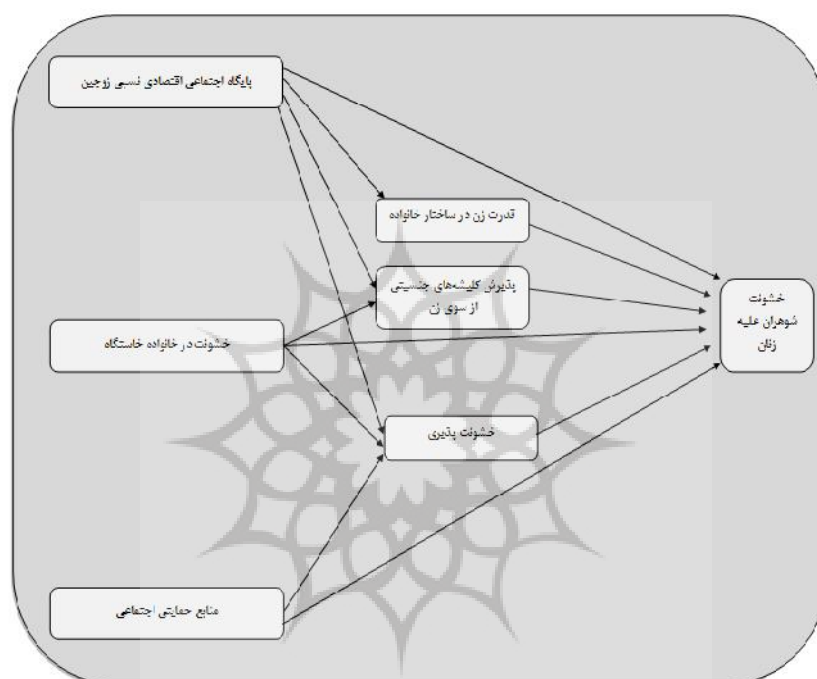 پایگاه اجتماعی اقتصادی نسبی زوجین
قدرت زن در ساختار خانواده
پذیرش کلیشه‌های جنسیتی
از سوی زن
خشونت
شوهران علیه
زنان
خشونت در خانواده خاستگاه
خشونت پذیری
منابع حمایتی اجتماعی